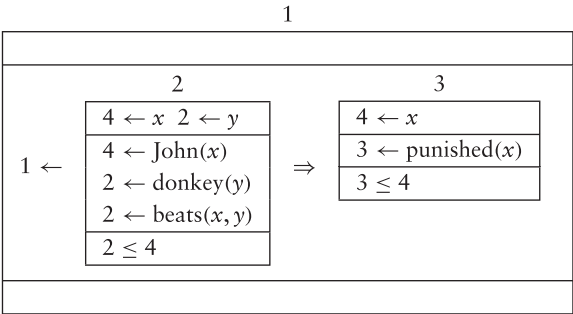 1
2 3
4 ← x 2 ← y 4 ← x
4 ← John(x) 3 ← punished(x)
1 ← 2 ← donkey(y) ⇒ 3 ≤ 4
2 ← beats(x, y)
2 ≤ 4